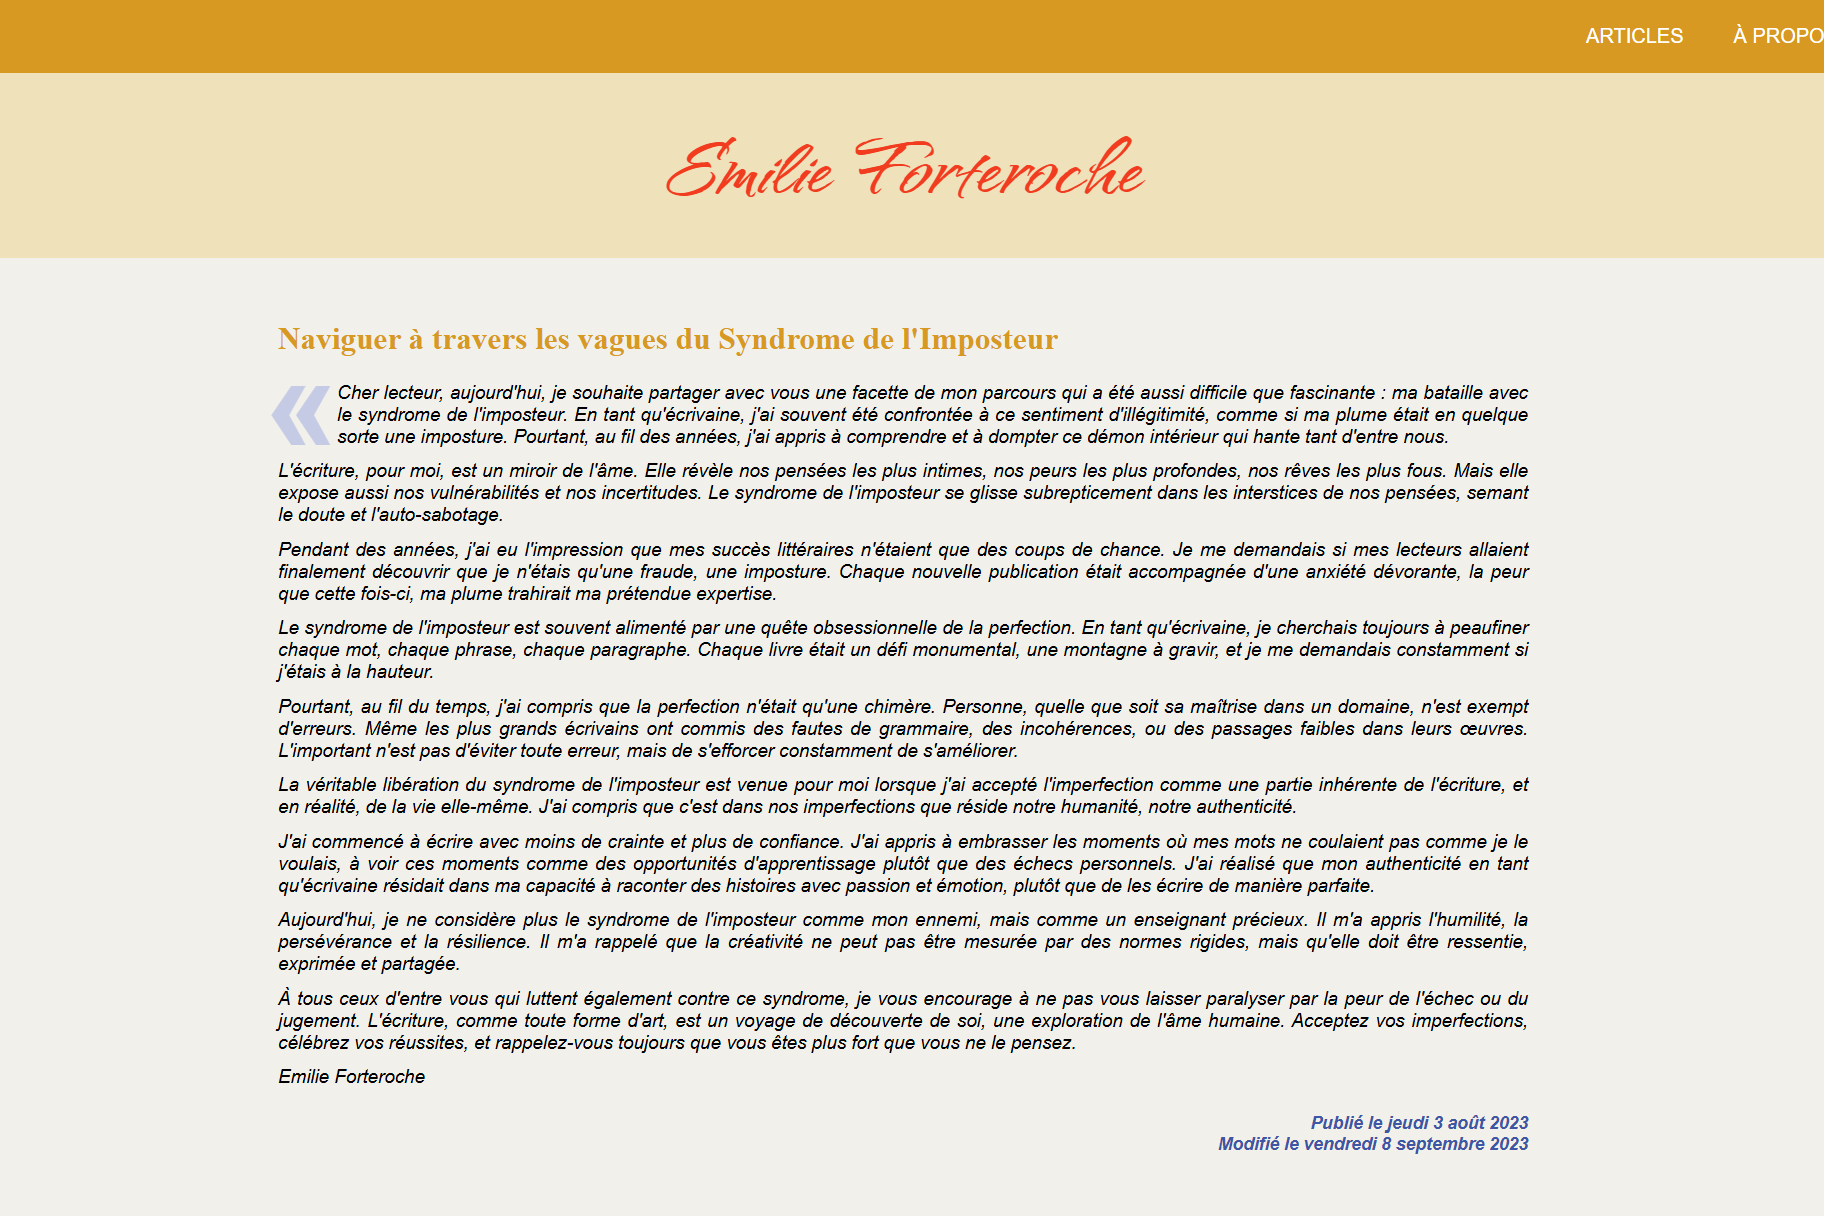 ARTICLES À PROPO
Emilie Forteroche
Naviguer à travers les vagues du Syndrome de l'Imposteur
« Cher lecteur, aujourd'hui, je souhaite partager avec vous une facette de mon parcours qui a été aussi difficile que fascinante : ma bataille avec
le syndrome de l'imposteur. En tant qu'écrivaine, j'ai souvent été confrontée à ce sentiment d'illégitimité, comme si ma plume était en quelque
sorte une imposture. Pourtant, au fil des années, j'ai appris à comprendre et à dompter ce démon intérieur qui hante tant d'entre nous.
L'écriture, pour moi, est un miroir de l'âme. Elle révèle nos pensées les plus intimes, nos peurs les plus profondes, nos rêves les plus fous. Mais elle
expose aussi nos vulnérabilités et nos incertitudes. Le syndrome de l'imposteur se glisse subrepticement dans les interstices de nos pensées, semant
le doute et l'auto-sabotage.
Pendant des années, j'ai eu l'impression que mes succès littéraires n'étaient que des coups de chance. Je me demandais si mes lecteurs allaient
finalement découvrir que je n'étais qu'une fraude, une imposture. Chaque nouvelle publication était accompagnée d'une anxiété dévorante, la peur
que cette fois-ci, ma plume trahirait ma prétendue expertise.
Le syndrome de l'imposteur est souvent alimenté par une quête obsessionnelle de la perfection. En tant qu'écrivaine, je cherchais toujours à peaufiner
chaque mot, chaque phrase, chaque paragraphe. Chaque livre était un défi monumental, une montagne à gravir, et je me demandais constamment si
j'étais à la hauteur.
Pourtant, au fil du temps, j'ai compris que la perfection n'était qu'une chimère. Personne, quelle que soit sa maîtrise dans un domaine, n'est exempt
d'erreurs. Même les plus grands écrivains ont commis des fautes de grammaire, des incohérences, ou des passages faibles dans leurs œuvres.
L'important n'est pas d'éviter toute erreur, mais de s'efforcer constamment de s'améliorer.
La véritable libération du syndrome de l'imposteur est venue pour moi lorsque j'ai accepté l'imperfection comme une partie inhérente de l'écriture, et
en réalité, de la vie elle-même. J'ai compris que c'est dans nos imperfections que réside notre humanité, notre authenticité.
J'ai commencé à écrire avec moins de crainte et plus de confiance. J'ai appris à embrasser les moments où mes mots ne coulaient pas comme je le
voulais, à voir ces moments comme des opportunités d'apprentissage plutôt que des échecs personnels. J'ai réalisé que mon authenticité en tant
qu'écrivaine résidait dans ma capacité à raconter des histoires avec passion et émotion, plutôt que de les écrire de manière parfaite.
Aujourd'hui, je ne considère plus le syndrome de l'imposteur comme mon ennemi, mais comme un enseignant précieux. Il m'a appris l'humilité, la
persévérance et la résilience. Il m'a rappelé que la créativité ne peut pas être mesurée par des normes rigides, mais qu'elle doit être ressentie,
exprimée et partagée.
À tous ceux d'entre vous qui luttent également contre ce syndrome, je vous encourage à ne pas vous laisser paralyser par la peur de l'échec ou du
jugement. L'écriture, comme toute forme d'art, est un voyage de découverte de soi, une exploration de l'âme humaine. Acceptez vos imperfections,
célébrez vos réussites, et rappelez-vous toujours que vous êtes plus fort que vous ne le pensez.
Emilie Forteroche
Publié le jeudi 3 août 2023
Modifié le vendredi 8 septembre 2023